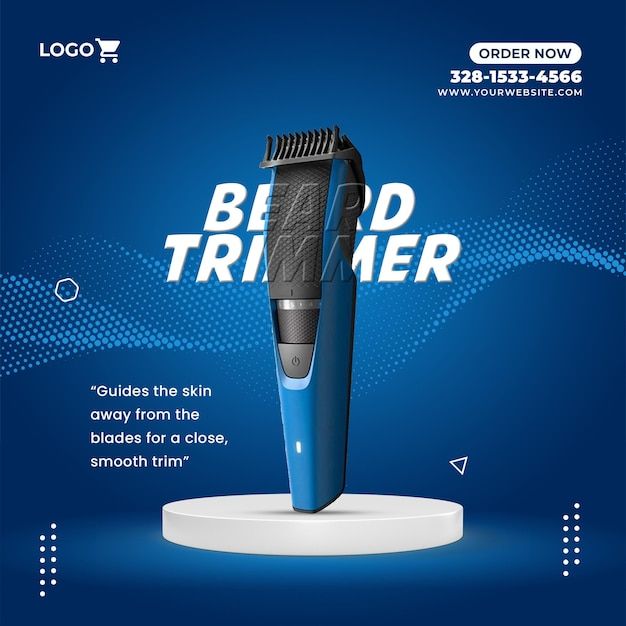 LOGO
ORDER NOW
328-1533-4566
WWW.YOURWEBSITE.COM
BEARD
TRIMMER
“Guides the skin
away from the
blades for a close,
smooth trim”